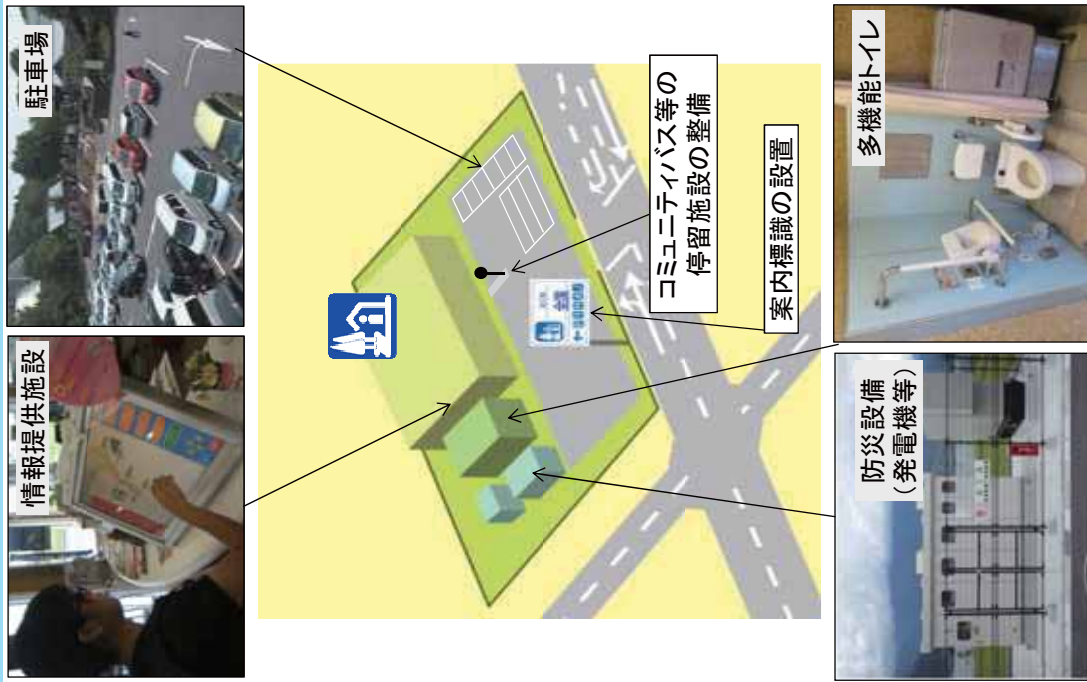 情報提供施設
駐車場
コミュニティバス等の
停留施設の整備
案内標識の設置
防災設備
(発電機等)
多機能トイレ